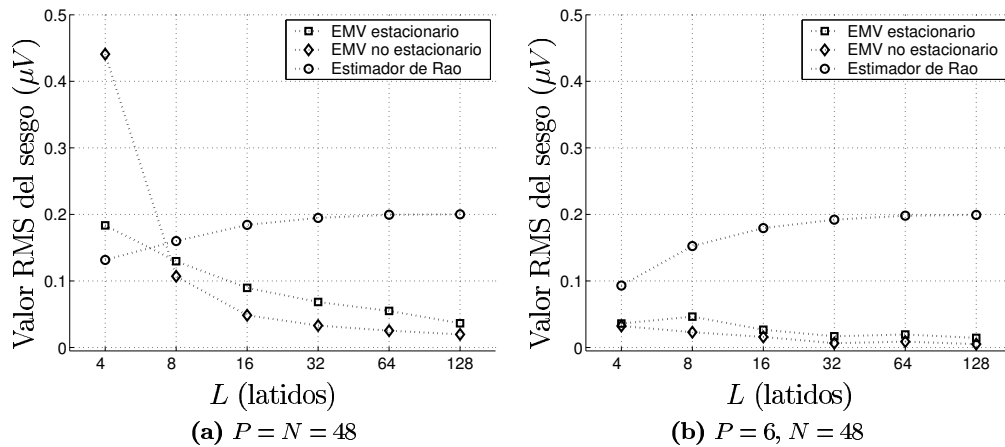 Valor RMS del sesgo (μV)
0.5
0.4
0.3
0.2
0.1
0
EMV estacionario
EMV no estacionario
Estimador de Rao
4 8 16 32 64 128
L (latidos)
(a) P = N = 48
Valor RMS del sesgo (μV)
0.5
0.4
0.3
0.2
0.1
0
EMV estacionario
EMV no estacionario
Estimador de Rao
4 8 16 32 64 128
L (latidos)
(b) P = 6, N = 48